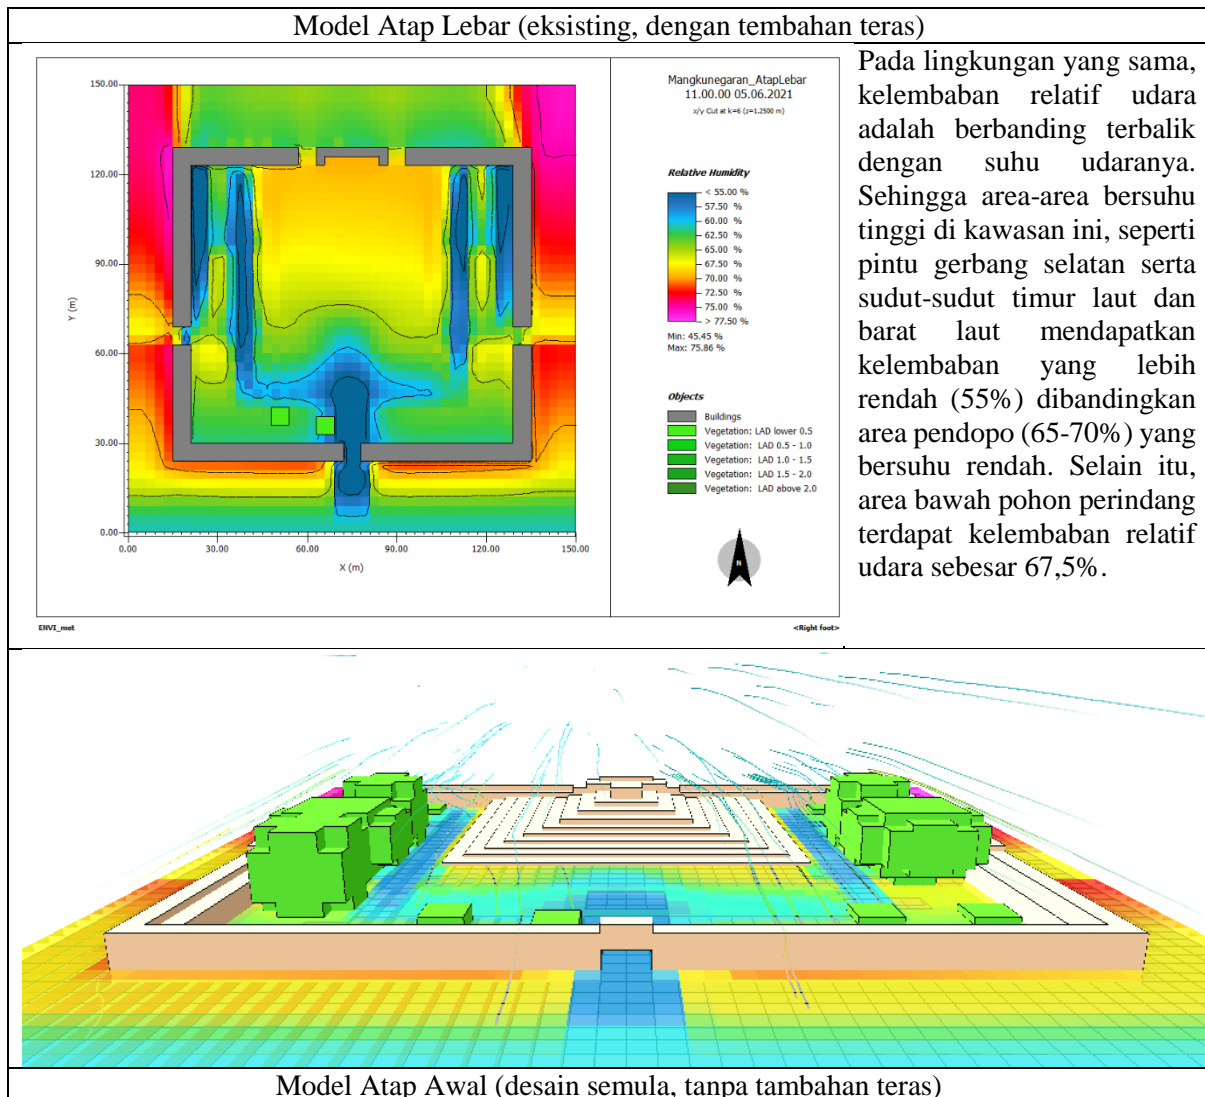 Model Atap Lebar (eksisting, dengan tembahan teras)
Mangkunegaran_AtapLebar
11.00.00 05.06.2021
x/y Cut at k=6 (z=1.2500 m)
Relative Humidity
< 55.00 %
57.50 %
60.00 %
62.50 %
65.00 %
67.50 %
70.00 %
72.50 %
75.00 %
> 77.50 %
Min: 45.45 %
Max: 75.86 %
Objects
Buildings
Vegetation: LAD lower 0.5
Vegetation: LAD 0.5 - 1.0
Vegetation: LAD 1.0 - 1.5
Vegetation: LAD 1.5 - 2.0
Vegetation: LAD above 2.0
N
150.00
120.00
90.00
60.00
30.00
0.00
Y (m)
0.00 30.00 60.00 90.00 120.00 150.00
X (m)
ENVI_met
<Right foot>
Pada lingkungan yang sama,
kelembaban relatif udara
adalah berbanding terbalik
dengan suhu udaranya.
Sehingga area-area bersuhu
tinggi di kawasan ini, seperti
pintu gerbang selatan serta
sudut-sudut timur laut dan
barat laut mendapatkan
kelembaban yang lebih
rendah (55%) dibandingkan
area pendopo (65-70%) yang
bersuhu rendah. Selain itu,
area bawah pohon perindang
terdapat kelembaban relatif
udara sebesar 67,5%.
Model Atap Awal (desain semula, tanpa tambahan teras)